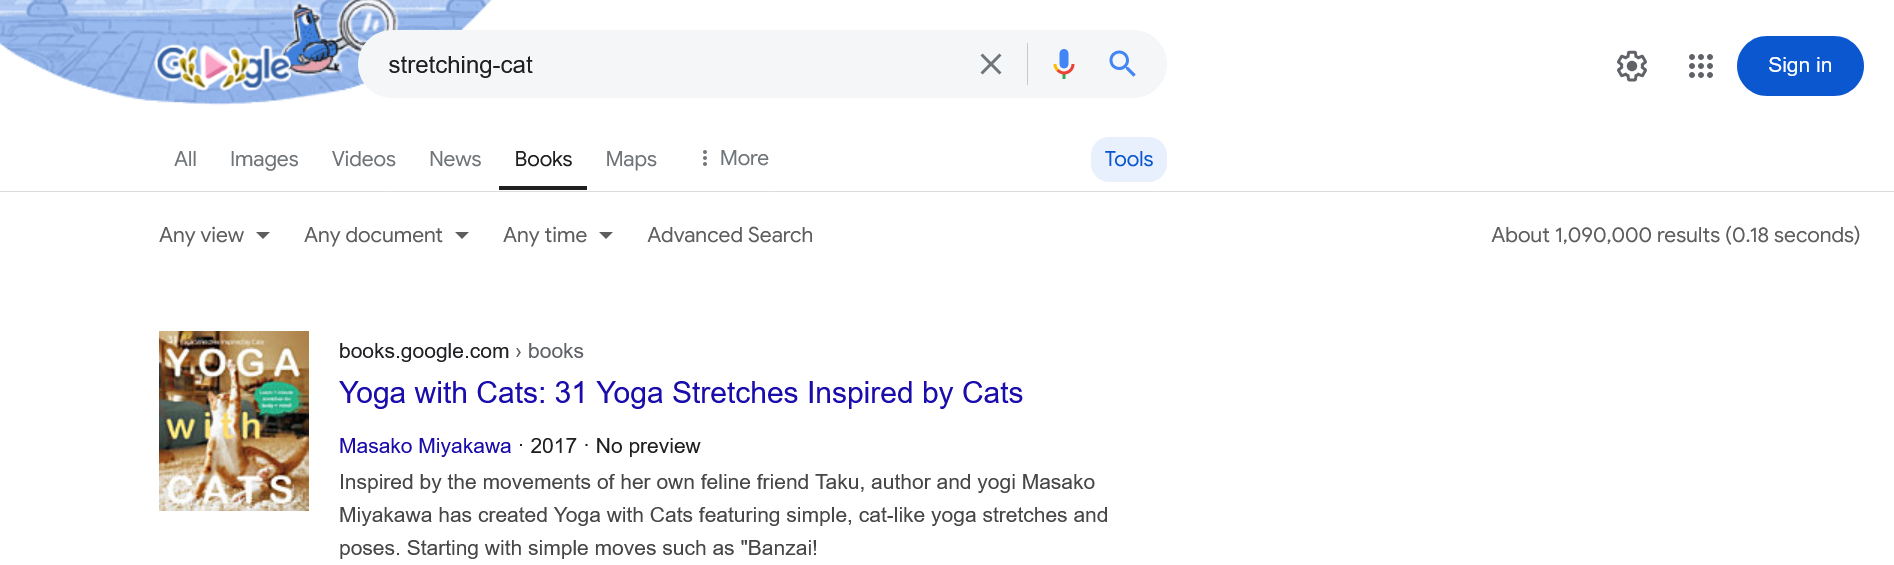 Google
stretching-cat
Sign in
All Images Videos News Books Maps More
Tools
Any view Any document Any time Advanced Search
About 1,090,000 results (0.18 seconds)
YOGA
with
CATS
books.google.com › books
Yoga with Cats: 31 Yoga Stretches Inspired by Cats
Masako Miyakawa · 2017 · No preview
Inspired by the movements of her own feline friend Taku, author and yogi Masako
Miyakawa has created Yoga with Cats featuring simple, cat-like yoga stretches and
poses. Starting with simple moves such as "Banzai!